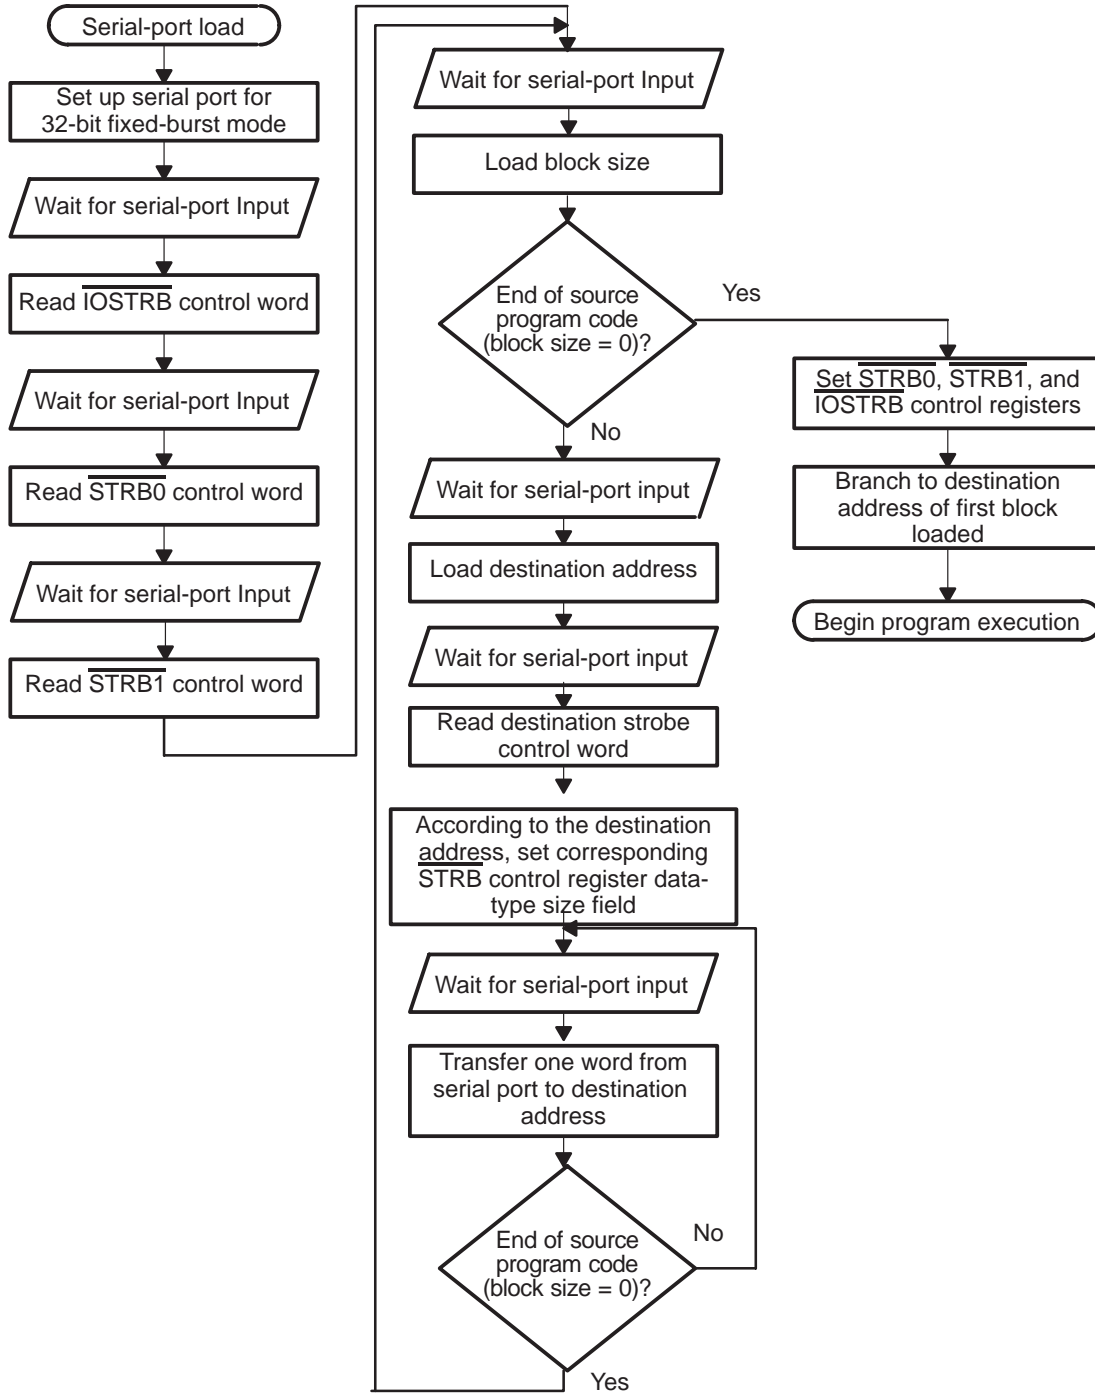 Serial-port load
Set up serial port for
32-bit fixed-burst mode
Wait for serial-port Input
Read IOSTRB control word
Wait for serial-port Input
Read STRB0 control word
Wait for serial-port Input
Read STRB1 control word
Wait for serial-port Input
Load block size
End of source
program code
(block size = 0)?
Yes
No
Set STRB0, STRB1, and
IOSTRB control registers
Branch to destination
address of first block
loaded
Begin program execution
Wait for serial-port input
Load destination address
Wait for serial-port input
Read destination strobe
control word
According to the destination
address, set corresponding
STRB control register data-
type size field
Wait for serial-port input
Transfer one word from
serial port to destination
address
End of source
program code
(block size = 0)?
No
Yes